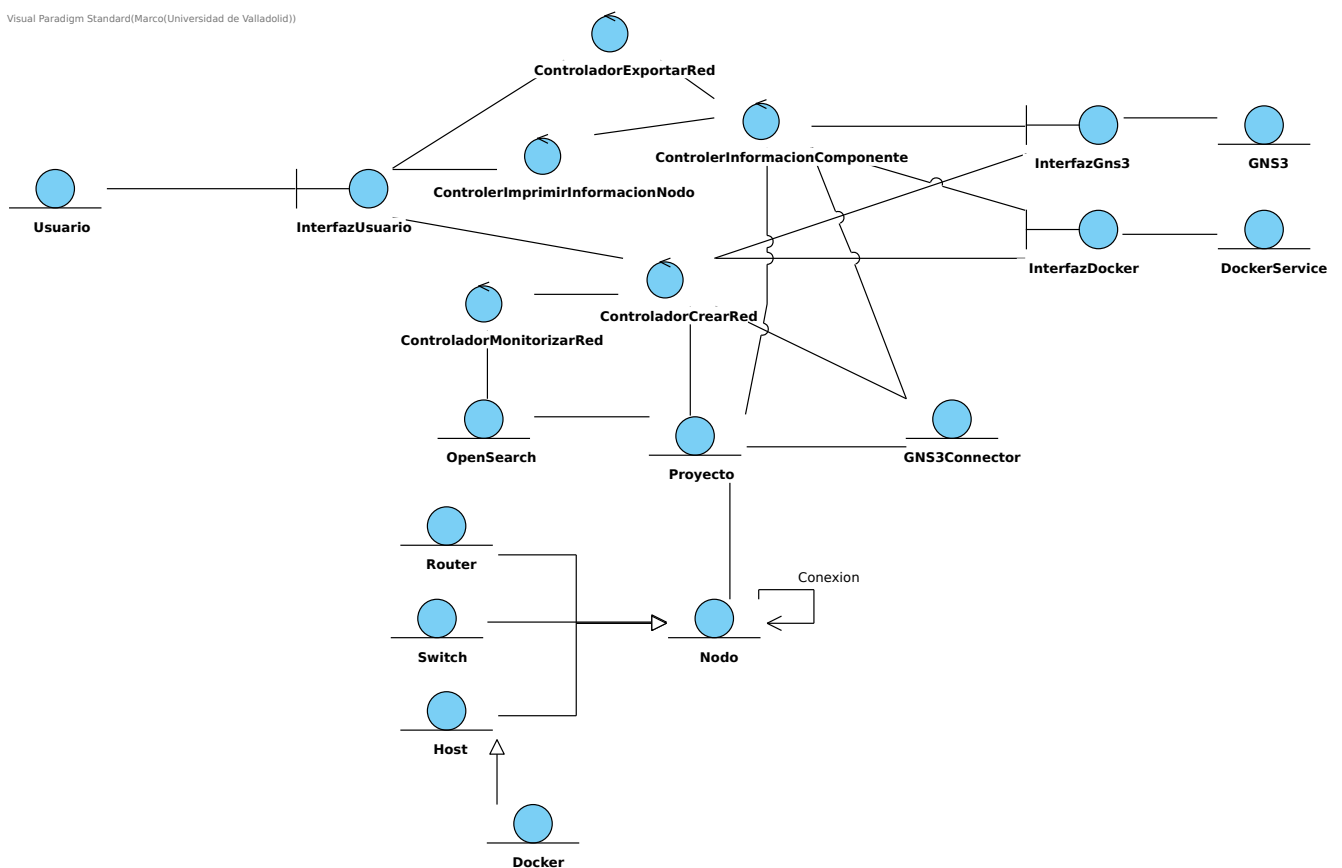 Visual Paradigm Standard(Marco(Universidad de Valladolid))
ControladorExportarRed
ControlerInformacionComponente
InterfazGns3
GNS3
ControlerImprimirInformacionNodo
Usuario
InterfazUsuario
InterfazDocker
DockerService
ControladorCrearRed
ControladorMonitorizarRed
OpenSearch
Proyecto
GNS3Connector
Router
Conexion
Switch
Nodo
Host
Docker